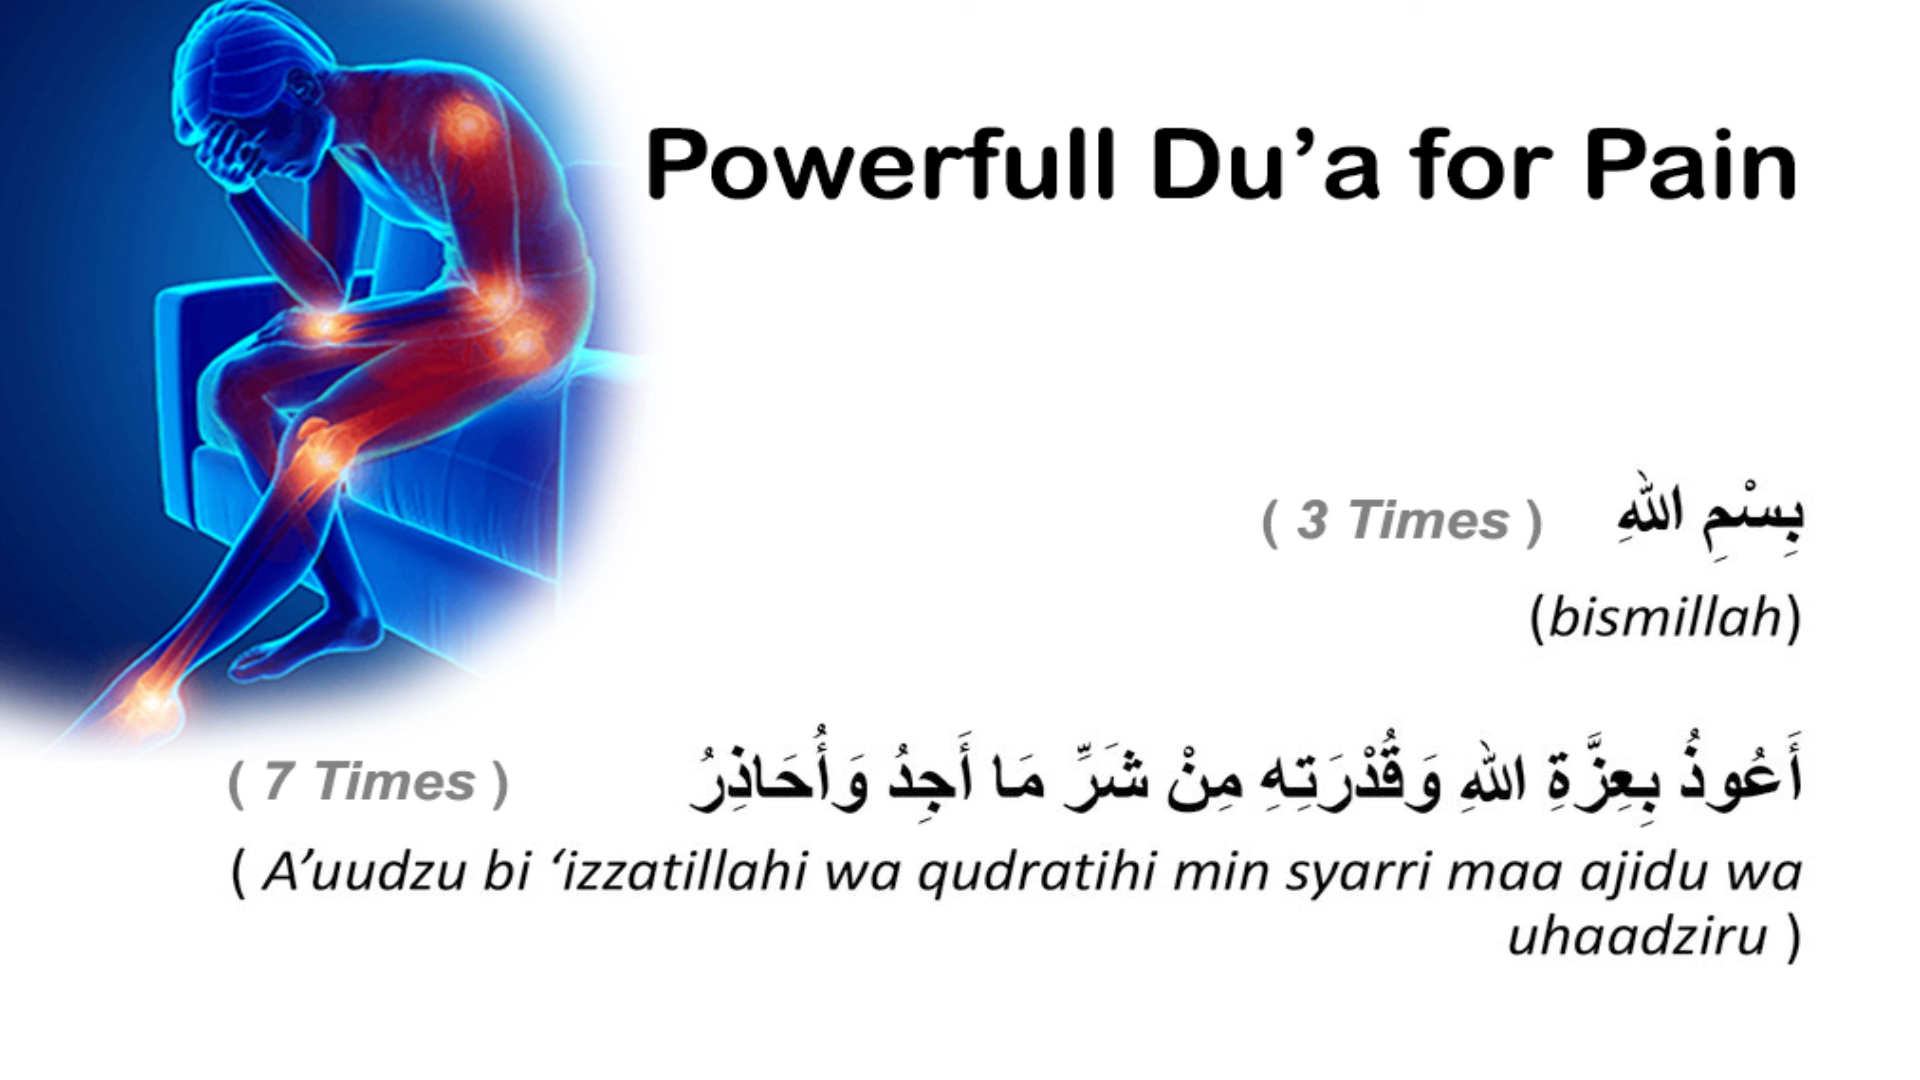 Powerfull Du’a for Pain
بِسْمِ اللهِ ( 3 Times )
(bismillah)
أَعُوذُ بِعِزَّةِ اللهِ وَقُدْرَتِهِ مِنْ شَرِّ مَا أَجِدُ وَأُحَاذِرُ ( 7 Times )
( A’uudzu bi ‘izzatillahi wa qudratihi min syarri maa ajidu wa
uhaadziru )